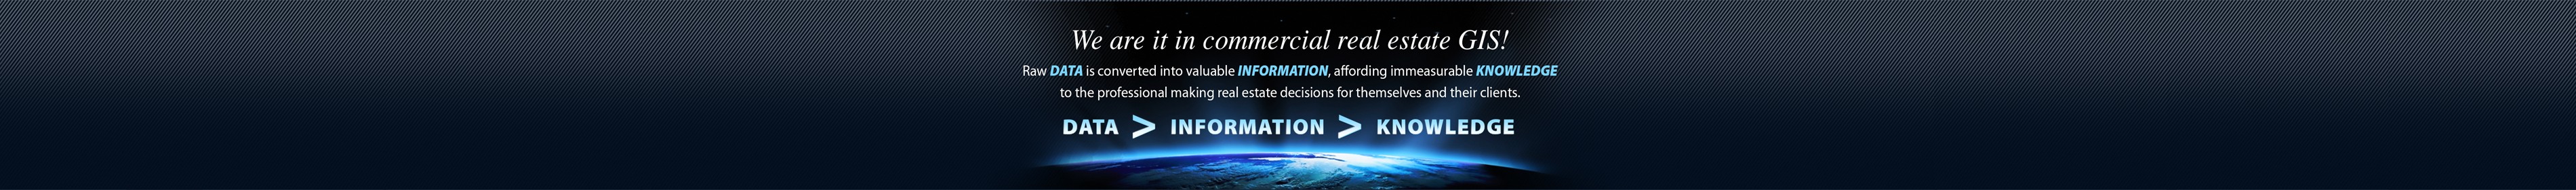 We are it in commercial real estate GIS!
Raw DATA is converted into valuable INFORMATION, affording immeasurable KNOWLEDGE
to the professional making real estate decisions for themselves and their clients.
DATA > INFORMATION > KNOWLEDGE